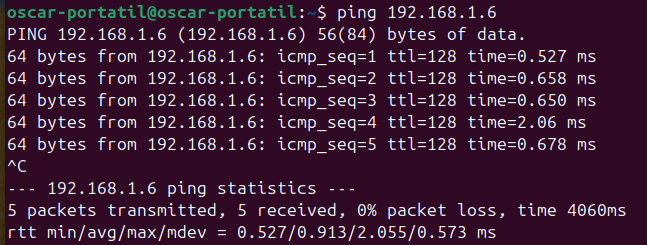 oscar-portatil@oscar-portatil:~$ ping 192.168.1.6
PING 192.168.1.6 (192.168.1.6) 56(84) bytes of data.
64 bytes from 192.168.1.6: icmp_seq=1 ttl=128 time=0.527 ms
64 bytes from 192.168.1.6: icmp_seq=2 ttl=128 time=0.658 ms
64 bytes from 192.168.1.6: icmp_seq=3 ttl=128 time=0.650 ms
64 bytes from 192.168.1.6: icmp_seq=4 ttl=128 time=2.06 ms
64 bytes from 192.168.1.6: icmp_seq=5 ttl=128 time=0.678 ms
^C
--- 192.168.1.6 ping statistics ---
5 packets transmitted, 5 received, 0% packet loss, time 4060ms
rtt min/avg/max/mdev = 0.527/0.913/2.055/0.573 ms